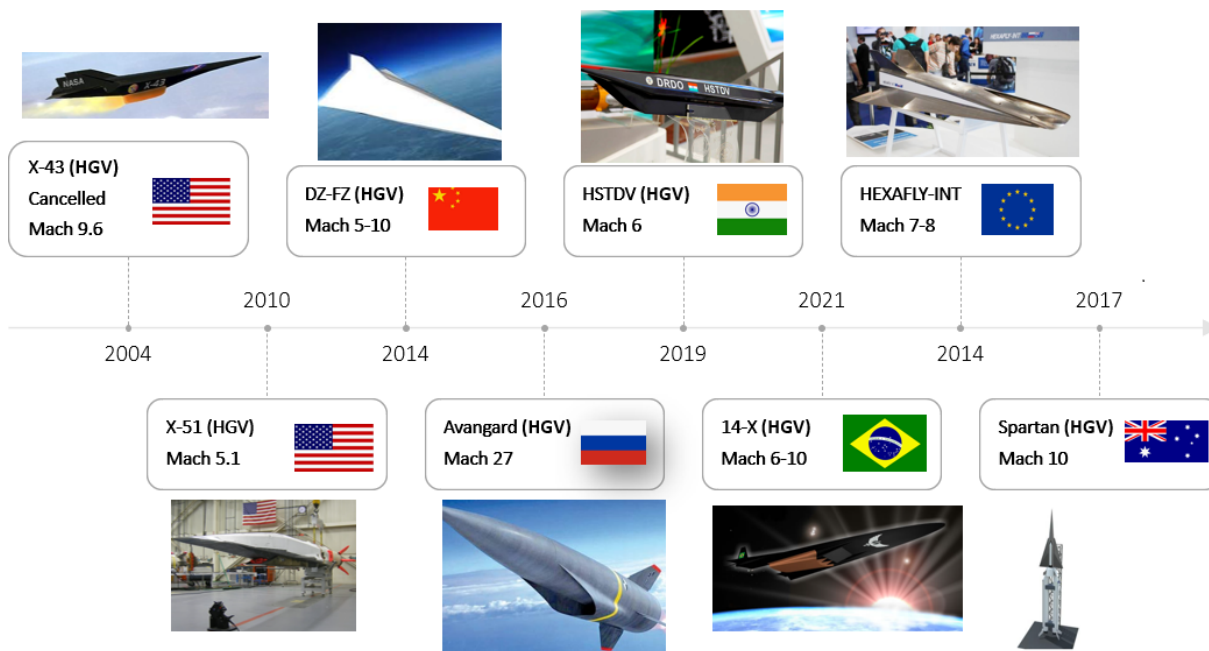 NASA
X-43
DRDO HSTDV
HEXAFLY-INT
X-43 (HGV)
Cancelled
Mach 9.6
DZ-FZ (HGV)
Mach 5-10
HSTDV (HGV)
Mach 6
HEXAFLY-INT
Mach 7-8
2010
2016
2021
2017
2004
2014
2019
2014
X-51 (HGV)
Mach 5.1
Avangard (HGV)
Mach 27
14-X (HGV)
Mach 6-10
Spartan (HGV)
Mach 10